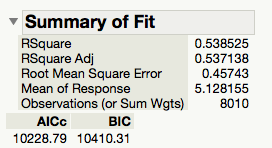 Summary of Fit
RSquare 0.538525
RSquare Adj 0.537138
Root Mean Square Error 0.45743
Mean of Response 5.128155
Observations (or Sum Wgts) 8010
AICc BIC
10228.79 10410.31